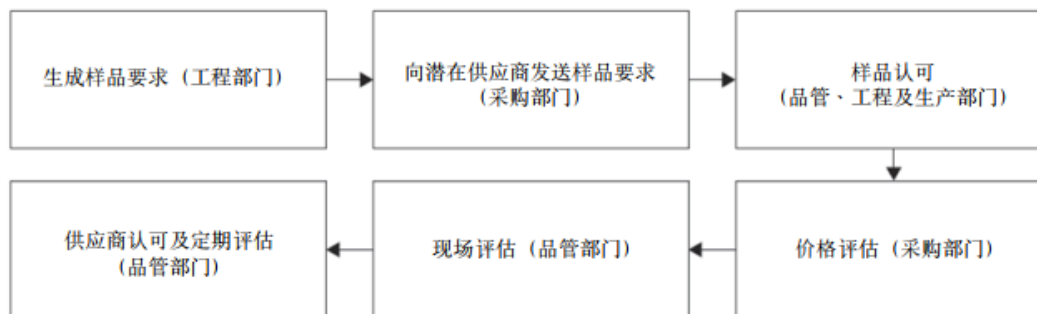 生成样品要求（工程部门）
向潜在供应商发送样品要求
（采购部门）
样品认可
（品管、工程及生产部门）
价格评估（采购部门）
现场评估（品管部门）
供应商认可及定期评估
（品管部门）